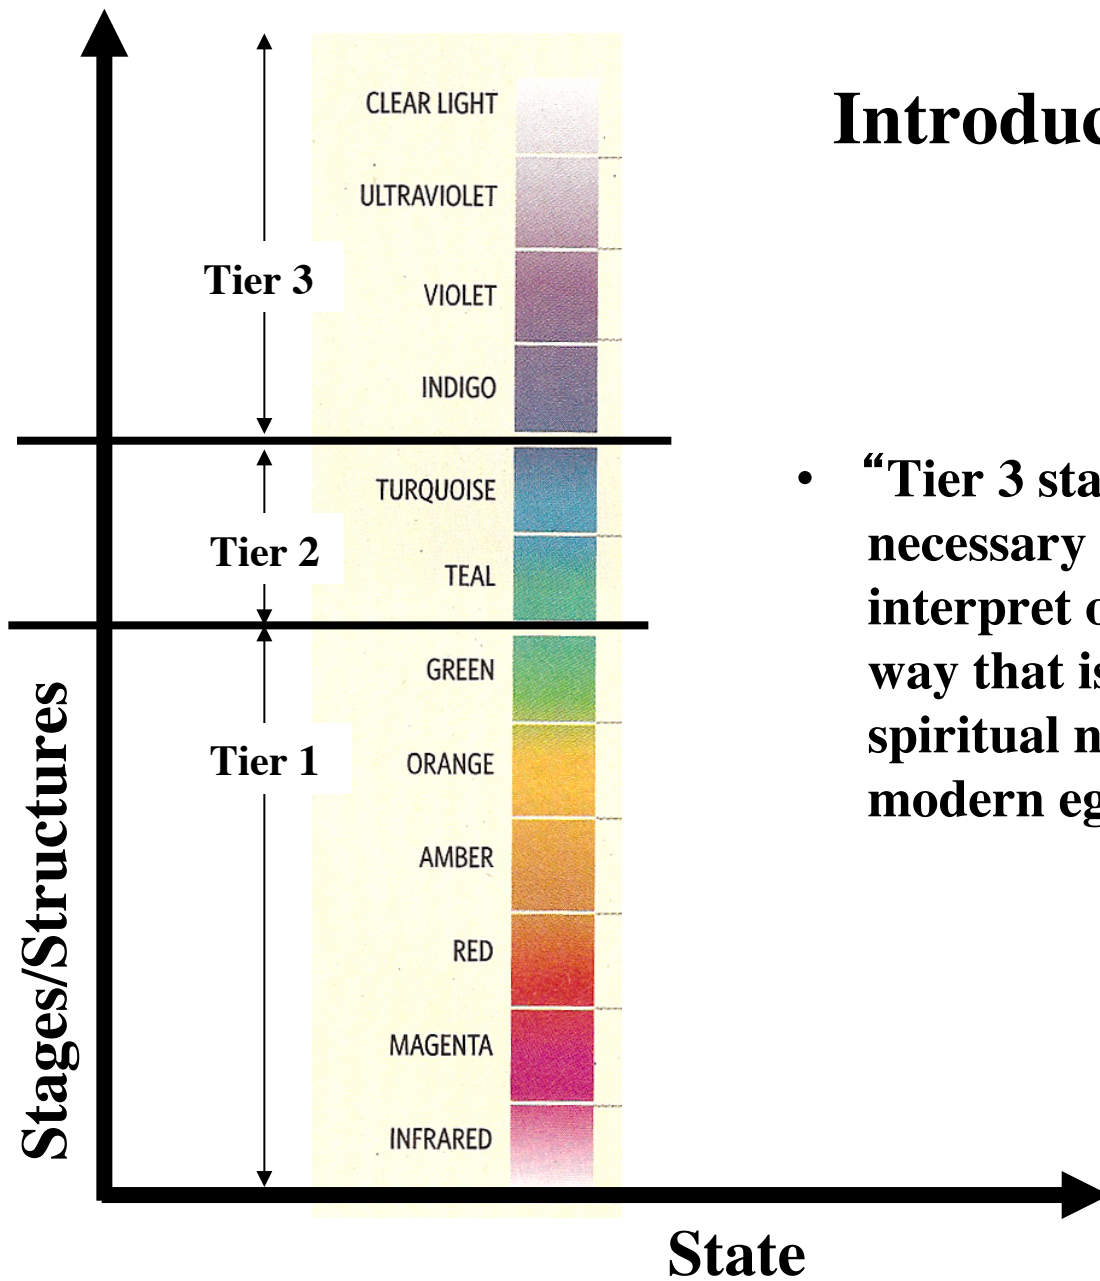 Introduc
CLEAR LIGHT
ULTRAVIOLET
Tier 3
VIOLET
INDIGO
TURQUOISE
Tier 2
TEAL
GREEN
Tier 1
ORANGE
AMBER
RED
MAGENTA
INFRARED
Stages/Structures
State
• “Tier 3 sta
necessary
interpret o
way that is
spiritual n
modern eg